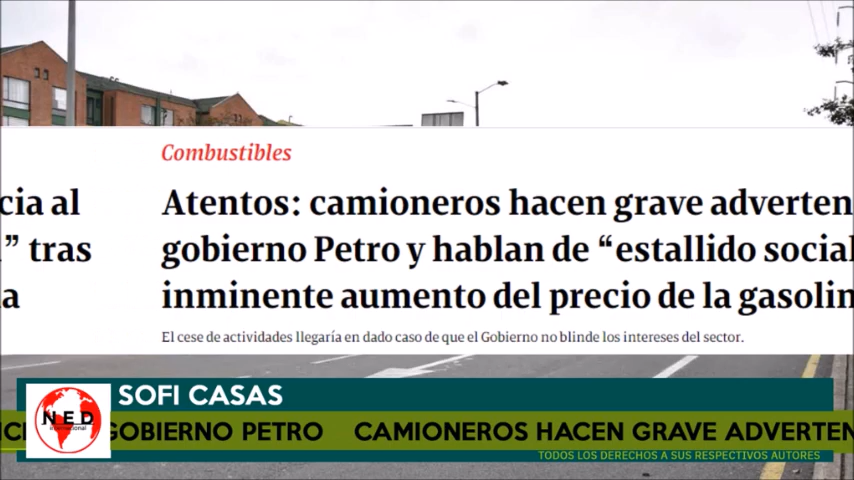 Combustibles
cia al
” tras
a
Atentos: camioneros hacen grave adverten
gobierno Petro y hablan de “estallido social
inminente aumento del precio de la gasolin
El cese de actividades llegaría en dado caso de que el Gobierno no blinde los intereses del sector.
SOFI CASAS
NED
International
GOBIERNO PETRO CAMIONEROS HACEN GRAVE ADVERTEN
TODOS LOS DERECHOS A SUS RESPECTIVOS AUTORES